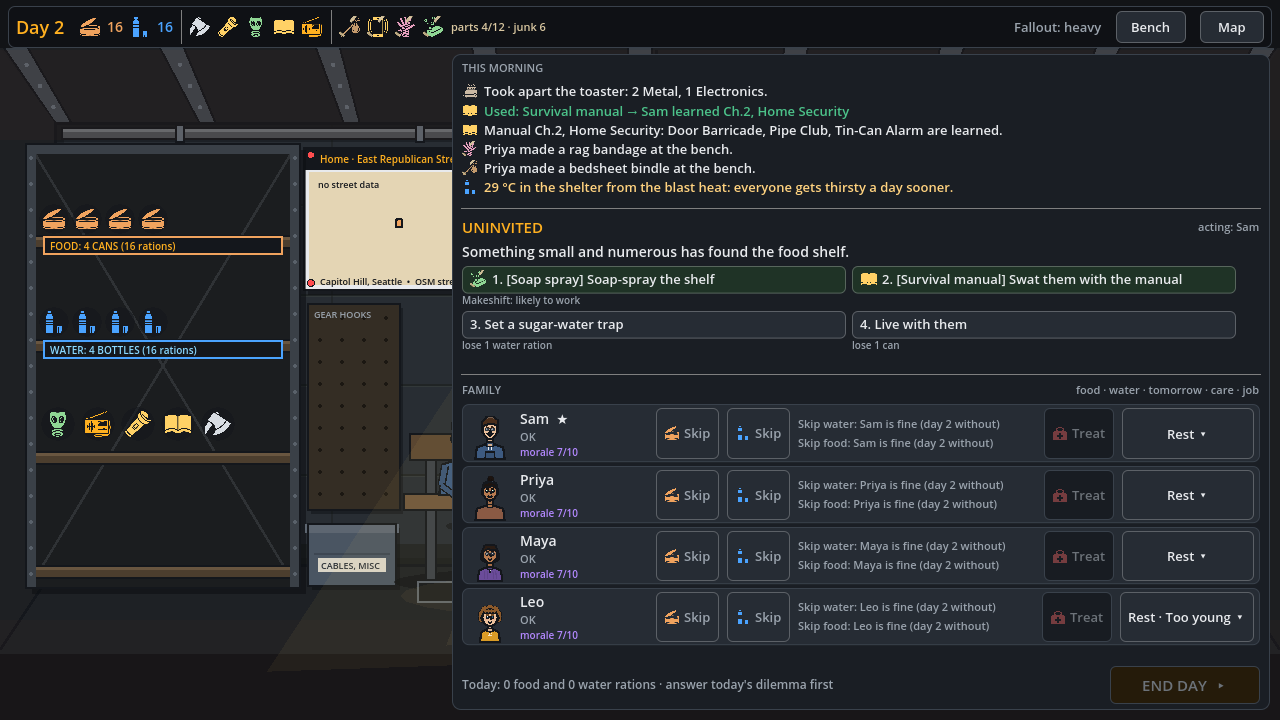 Day 2
16
16
parts 4/12 · junk 6
Fallout: heavy
Bench
Map
THIS MORNING
Took apart the toaster: 2 Metal, 1 Electronics.
Used: Survival manual → Sam learned Ch.2, Home Security
Manual Ch.2, Home Security: Door Barricade, Pipe Club, Tin-Can Alarm are learned.
Priya made a rag bandage at the bench.
Priya made a bedsheet bindle at the bench.
29 °C in the shelter from the blast heat: everyone gets thirsty a day sooner.
Home · East Republican Stre
no street data
Capitol Hill, Seattle • OSM stre
FOOD: 4 CANS (16 rations)
WATER: 4 BOTTLES (16 rations)
GEAR HOOKS
CABLES, MISC
UNINVITED
acting: Sam
Something small and numerous has found the food shelf.
1. [Soap spray] Soap-spray the shelf
Makeshift: likely to work
2. [Survival manual] Swat them with the manual
3. Set a sugar-water trap
lose 1 water ration
4. Live with them
lose 1 can
FAMILY
food · water · tomorrow · care · job
Sam ★
OK
morale 7/10
Skip
Skip
Skip water: Sam is fine (day 2 without)
Skip food: Sam is fine (day 2 without)
Treat
Rest ▾
Priya
OK
morale 7/10
Skip
Skip
Skip water: Priya is fine (day 2 without)
Skip food: Priya is fine (day 2 without)
Treat
Rest ▾
Maya
OK
morale 7/10
Skip
Skip
Skip water: Maya is fine (day 2 without)
Skip food: Maya is fine (day 2 without)
Treat
Rest ▾
Leo
OK
morale 7/10
Skip
Skip
Skip water: Leo is fine (day 2 without)
Skip food: Leo is fine (day 2 without)
Treat
Rest · Too young ▾
Today: 0 food and 0 water rations · answer today's dilemma first
END DAY ▸